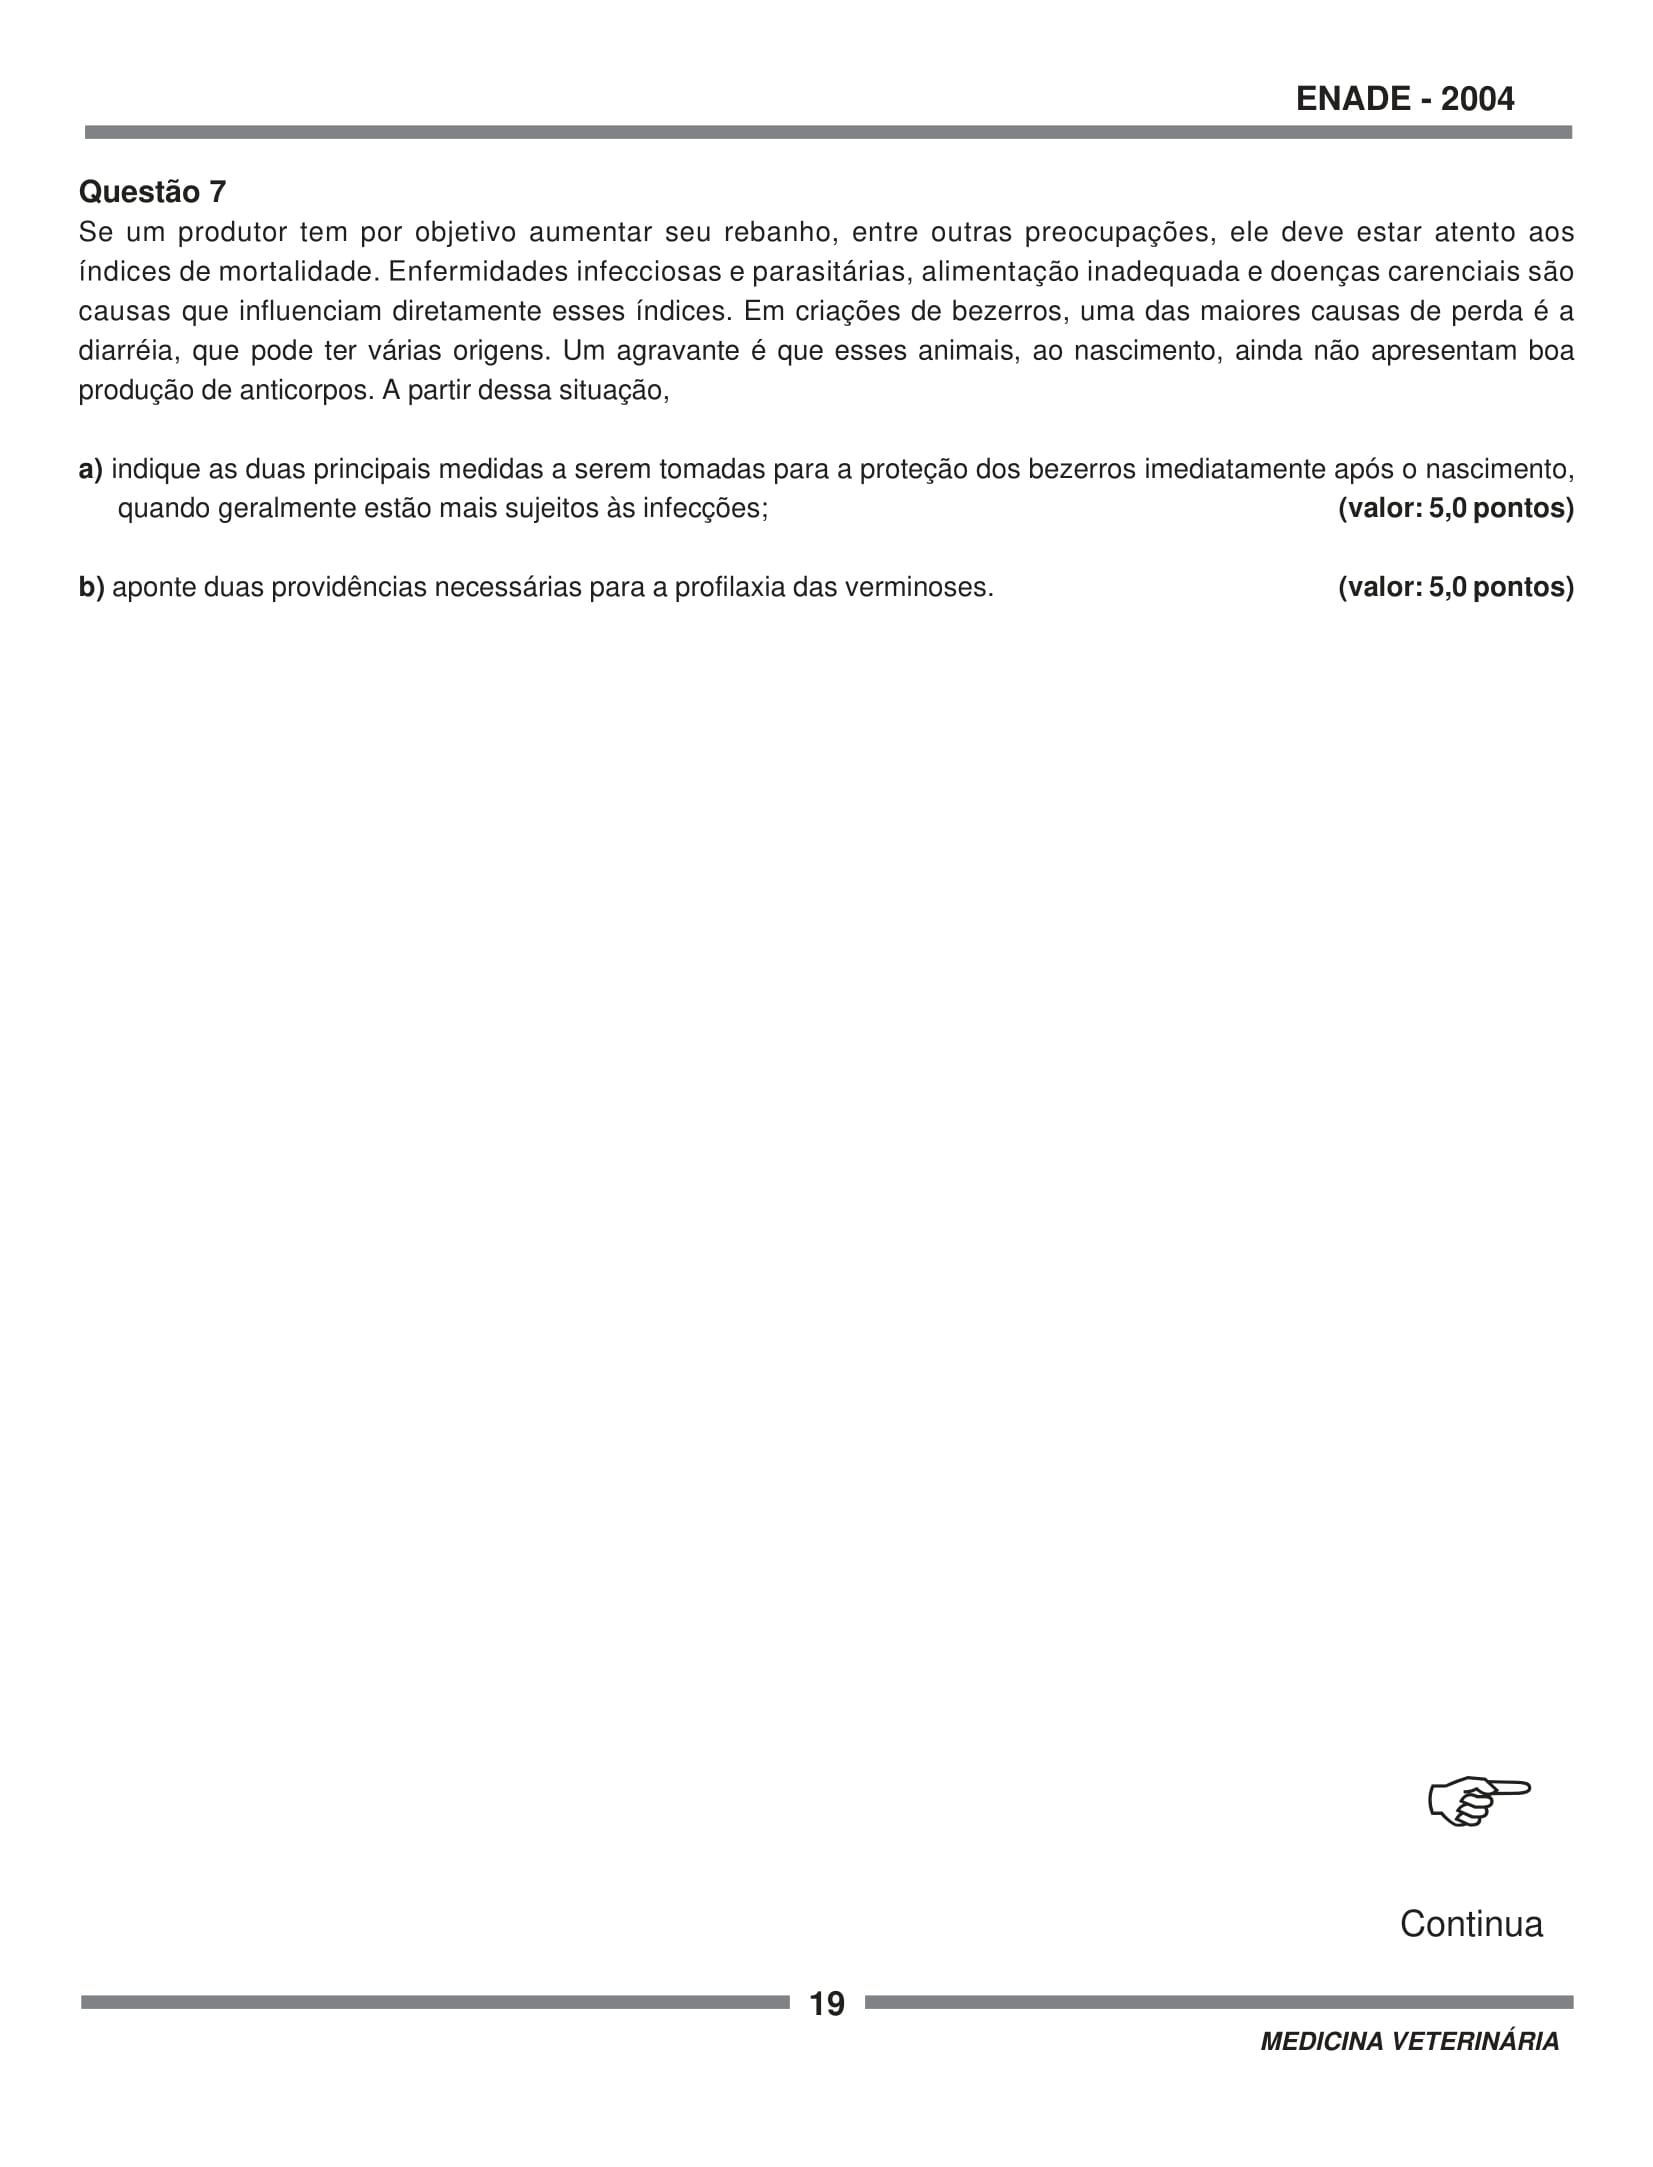 ENADE - 2004
Questão 7
Se um produtor tem por objetivo aumentar seu rebanho, entre outras preocupações, ele deve estar atento aos
índices de mortalidade. Enfermidades infecciosas e parasitárias, alimentação inadequada e doenças carenciais são
causas que influenciam diretamente esses índices. Em criações de bezerros, uma das maiores causas de perda é a
diarréia, que pode ter várias origens. Um agravante é que esses animais, ao nascimento, ainda não apresentam boa
produção de anticorpos. A partir dessa situação,
a) indique as duas principais medidas a serem tomadas para a proteção dos bezerros imediatamente após o nascimento,
quando geralmente estão mais sujeitos às infecções; (valor: 5,0 pontos)
b) aponte duas providências necessárias para a profilaxia das verminoses. (valor: 5,0 pontos)
Continua
19
MEDICINA VETERINÁRIA